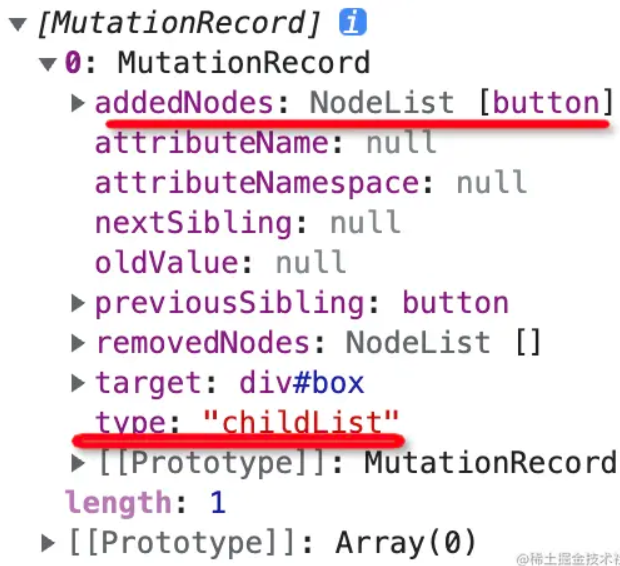 [MutationRecord] i
0: MutationRecord
addedNodes: NodeList [button]
attributeName: null
attributeNamespace: null
nextSibling: null
oldValue: null
previousSibling: button
removedNodes: NodeList []
target: div#box
type: "childList"
[[Prototype]]: MutationRecord
length: 1
[[Prototype]]: Array(0)
@稀土掘金技术社